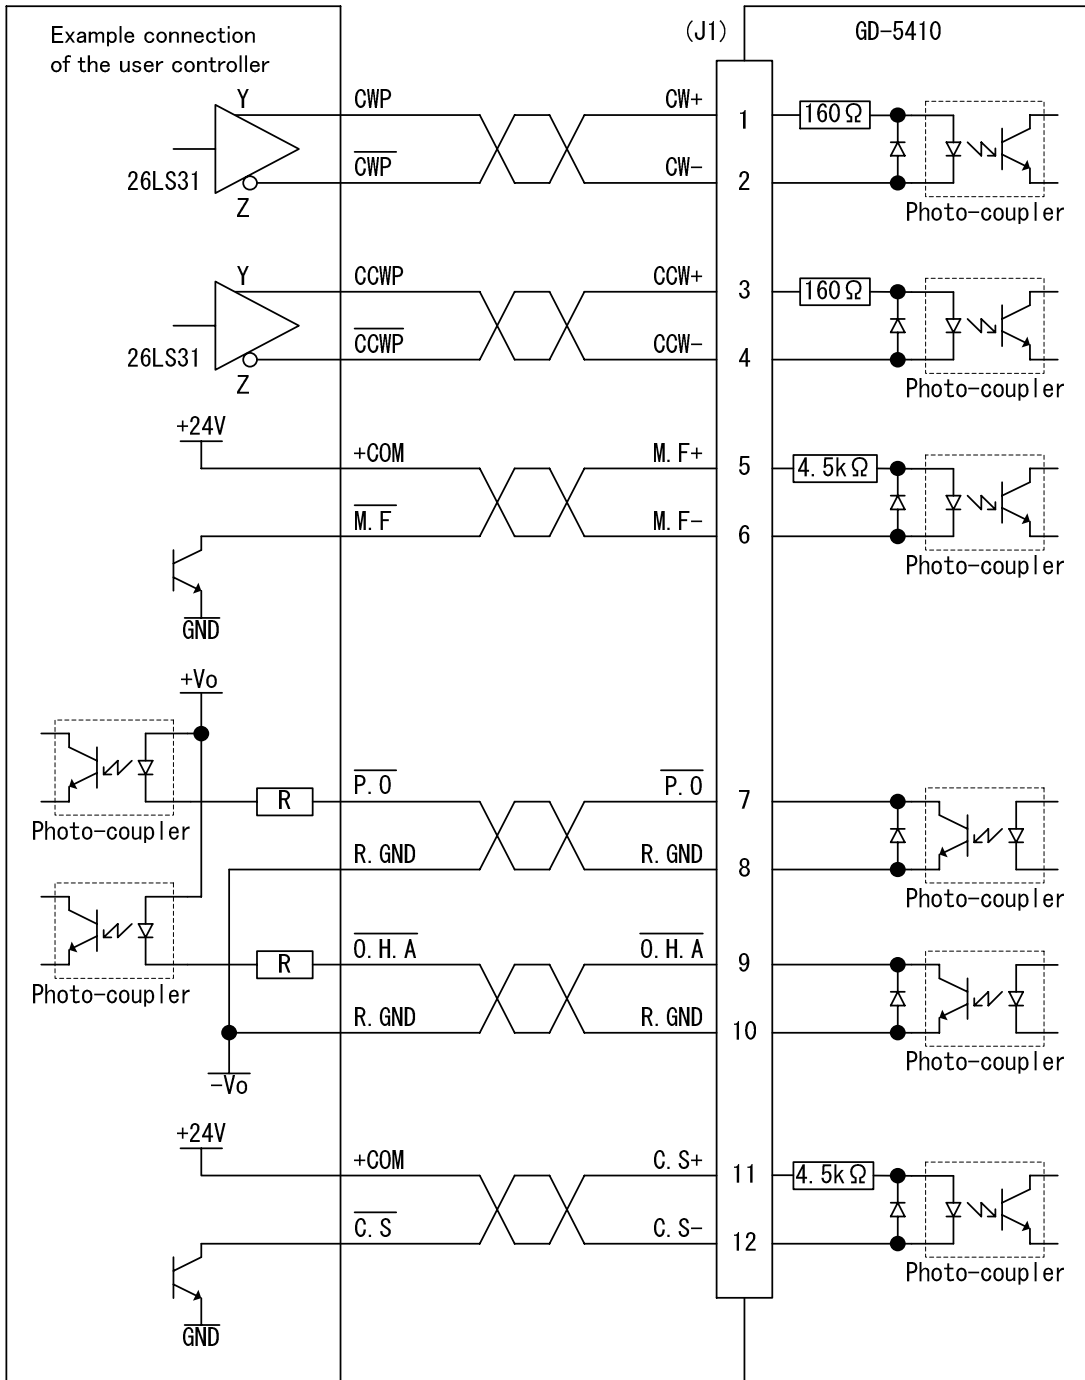 Example connection
of the user controller
(J1)
GD-5410
Y
CWP
CW+
1
160Ω
26LS31
Z
C̅W̅P̅
CW-
2
Photo-coupler
Y
CCWP
CCW+
3
160Ω
26LS31
Z
C̅C̅W̅P̅
CCW-
4
Photo-coupler
+24V
+COM
M.F+
5
4.5kΩ
M̅.̅F̅
M.F-
6
Photo-coupler
GND
+Vo
R
P̅.̅O̅
P̅.̅O̅
7
Photo-coupler
R.GND
R.GND
8
Photo-coupler
R
O̅.̅H̅.̅A̅
O̅.̅H̅.̅A̅
9
Photo-coupler
R.GND
R.GND
10
Photo-coupler
-Vo
+24V
+COM
C.S+
11
4.5kΩ
C̅.̅S̅
C.S-
12
Photo-coupler
GND